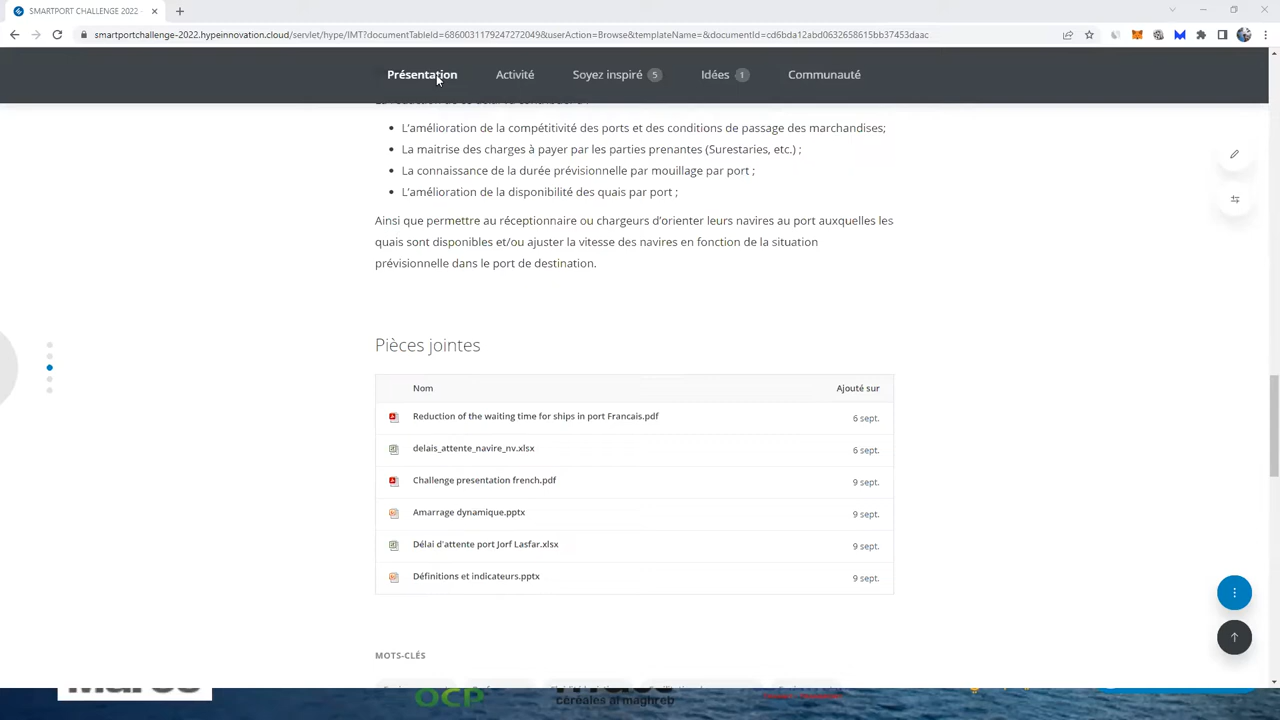 SMARTPORT CHALLENGE 2022 -
smartportchallenge-2022.hypeinnovation.cloud/servlet/hype/IMT?documentTableId=6860031179247272049&userAction=Browse&templateName=&documentId=cd6bda12abd0632658615bb37453daac
Présentation Activité Soyez inspiré 5 Idées 1 Communauté
L'amélioration de la compétitivité des ports et des conditions de passage des marchandises;
La maitrise des charges à payer par les parties prenantes (Surestaries, etc.) ;
La connaissance de la durée prévisionnelle par mouillage par port ;
L'amélioration de la disponibilité des quais par port ;
Ainsi que permettre au réceptionnaire ou chargeurs d'orienter leurs navires au port auxquelles les
quais sont disponibles et/ou ajuster la vitesse des navires en fonction de la situation
prévisionnelle dans le port de destination.
Pièces jointes
Nom Ajouté sur
Reduction of the waiting time for ships in port Francais.pdf 6 sept.
delais_attente_navire_nv.xlsx 6 sept.
Challenge presentation french.pdf 9 sept.
Amarrage dynamique.pptx 9 sept.
Délai d'attente port Jorf Lasfar.xlsx 9 sept.
Définitions et indicateurs.pptx 9 sept.
MOTS-CLÉS
OCP
céréales al maghreb